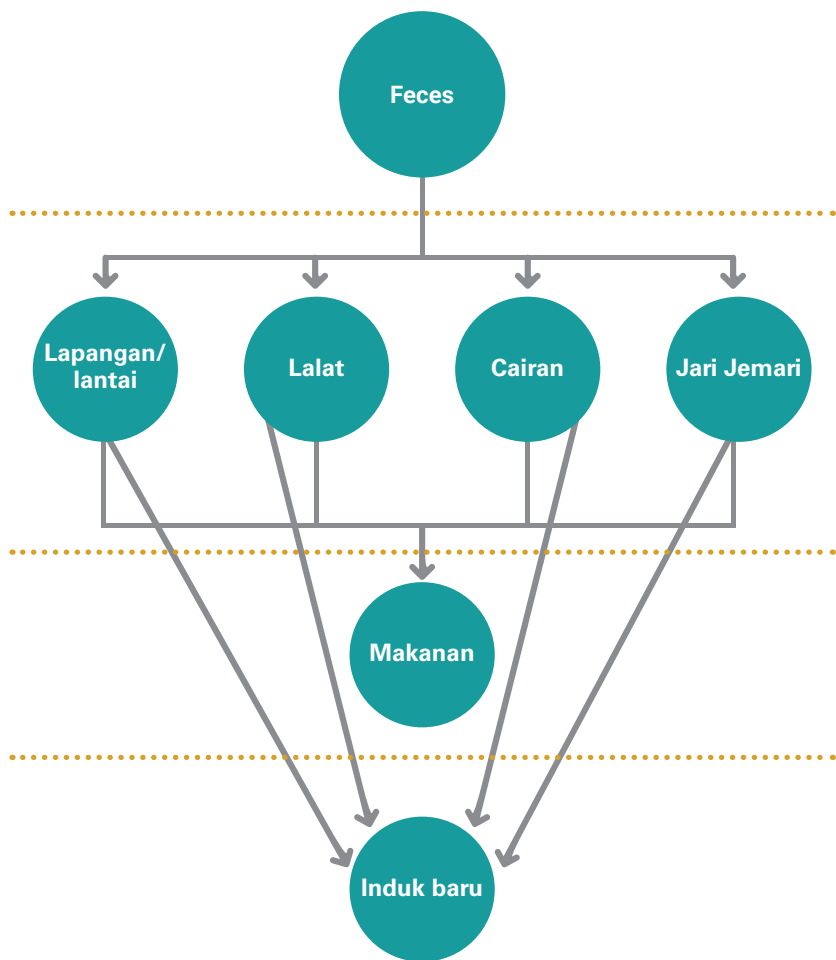 Feces
Lapangan/
lantai
Lalat
Cairan
Jari Jemari
Makanan
Induk baru